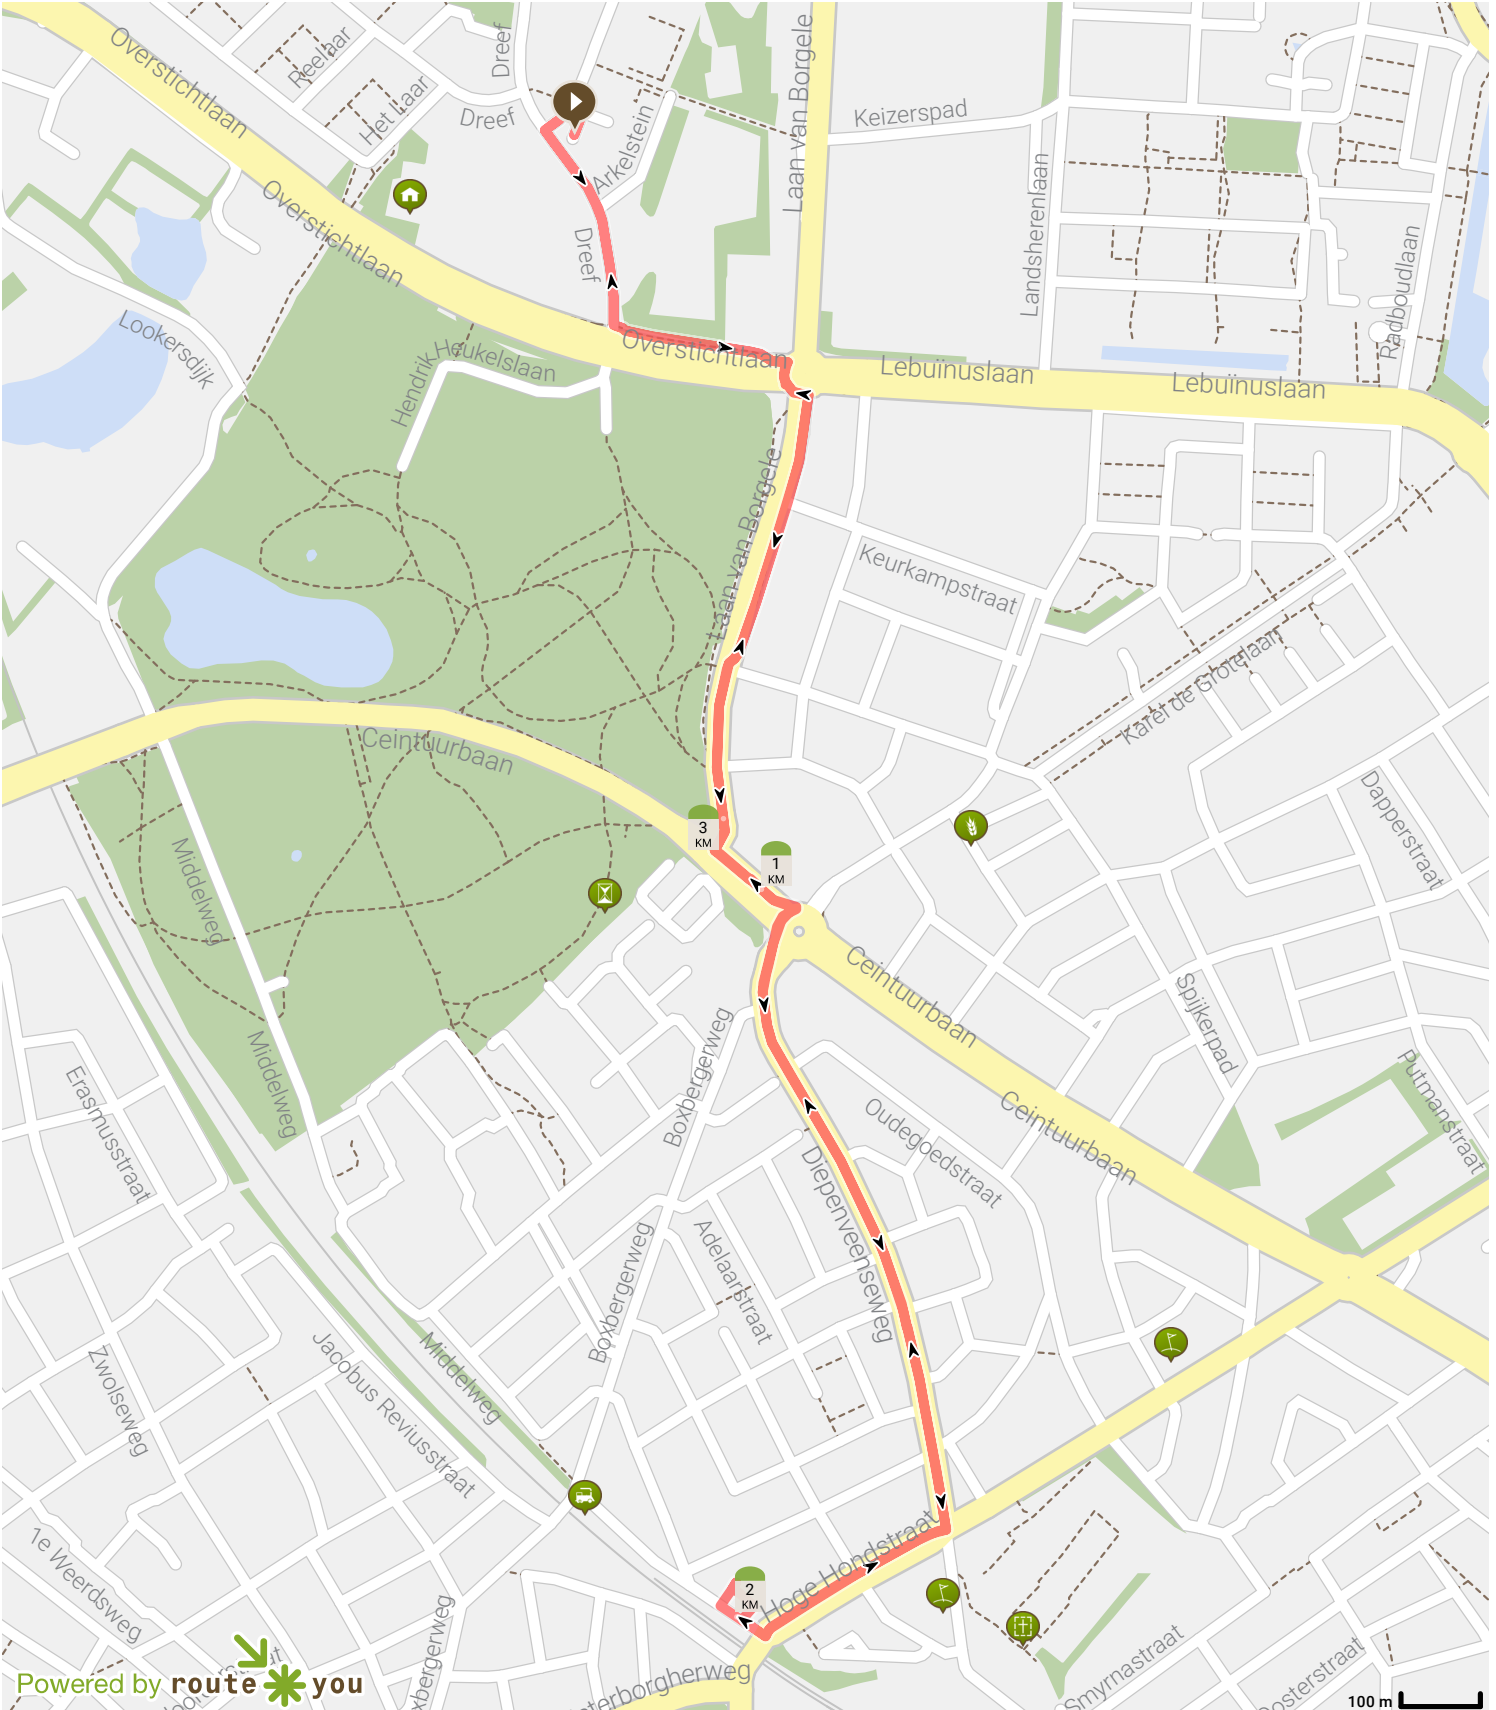 Overstichtlaan
Reelaar
Het Laar
Dreef
Dreef
Arkelstein
Laan van Borgele
Keizerspad
Landsherenlaan
Radboudlaan
Overstichtlaan
Dreef
Lookersdijk
Hendrik Heukelslaan
Overstichtlaan
Lebuïnuslaan
Lebuïnuslaan
Laan van Borgele
Keurkampstraat
Karel de Grotelaan
Ceintuurbaan
Dapperstraat
3
KM
1
KM
Middelweg
Ceintuurbaan
Spijkerpad
Middelweg
Boxbergerweg
Erasmusstraat
Oudegoedstraat
Ceintuurbaan
Putmanstraat
Diepenveenseweg
Adelaarstraat
Boxbergerweg
Zwolseweg
Jacobus Reviusstraat
Middelweg
1e Weerdsweg
2
KM
Hoge Hondstraat
Smyrnastraat
Oosterstraat
Powered by route you
100 m